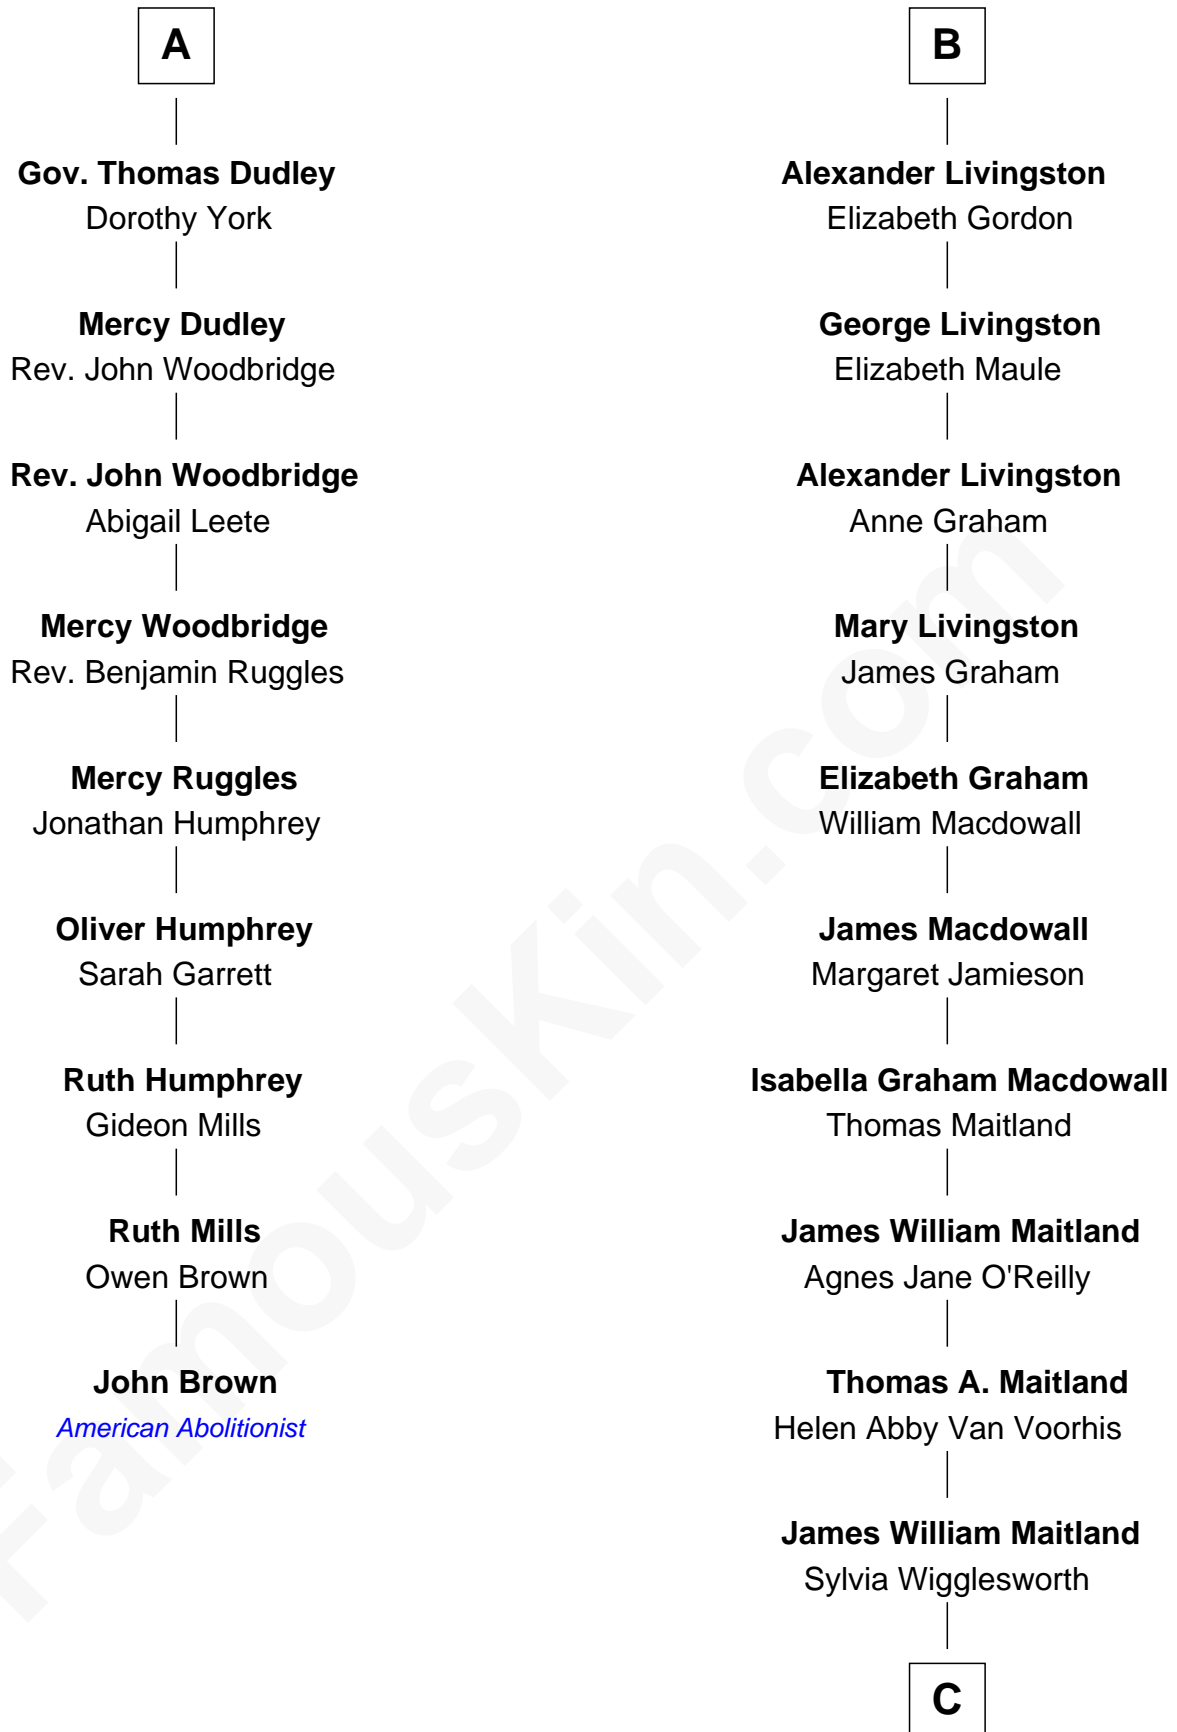 A
Gov. Thomas Dudley
Dorothy York
Mercy Dudley
Rev. John Woodbridge
Rev. John Woodbridge
Abigail Leete
Mercy Woodbridge
Rev. Benjamin Ruggles
Mercy Ruggles
Jonathan Humphrey
Oliver Humphrey
Sarah Garrett
Ruth Humphrey
Gideon Mills
Ruth Mills
Owen Brown
John Brown
American Abolitionist
B
Alexander Livingston
Elizabeth Gordon
George Livingston
Elizabeth Maule
Alexander Livingston
Anne Graham
Mary Livingston
James Graham
Elizabeth Graham
William Macdowall
James Macdowall
Margaret Jamieson
Isabella Graham Macdowall
Thomas Maitland
James William Maitland
Agnes Jane O'Reilly
Thomas A. Maitland
Helen Abby Van Voorhis
James William Maitland
Sylvia Wigglesworth
C
FamousKin.com